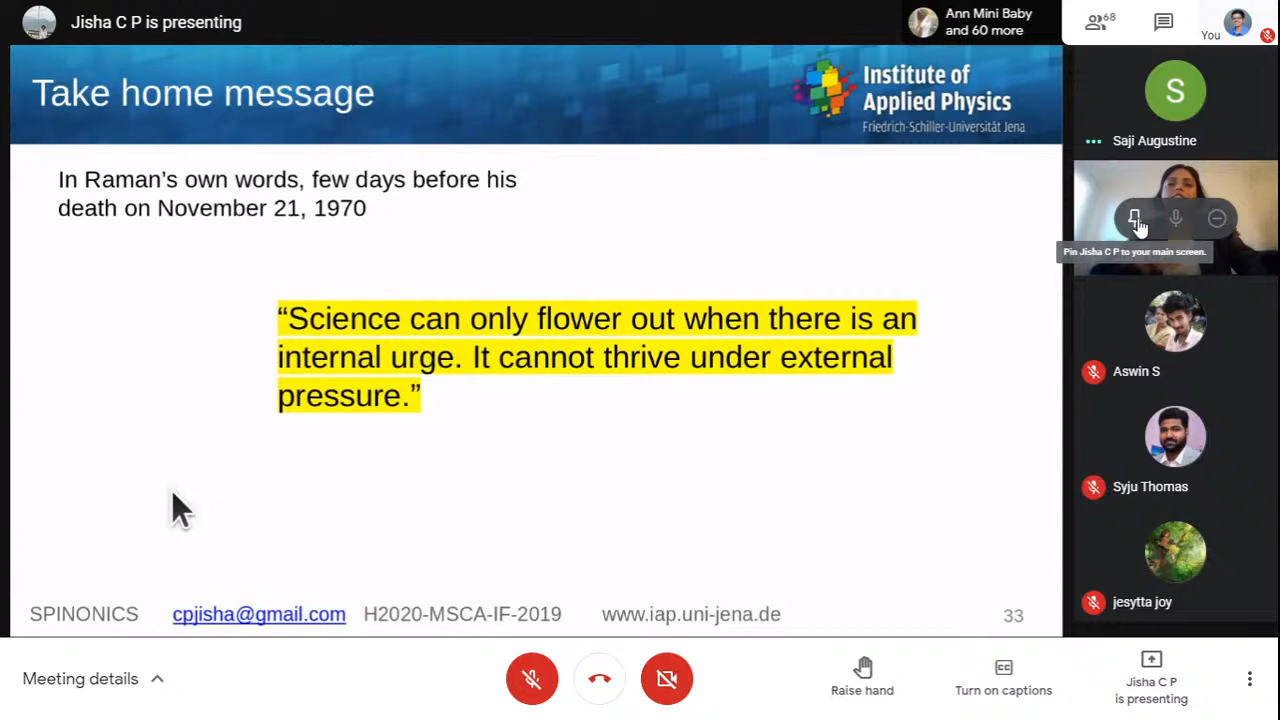 Jisha C P is presenting
Ann Mini Baby
and 60 more
68
You
Take home message
Institute of
Applied Physics
Friedrich-Schiller-Universität Jena
In Raman’s own words, few days before his
death on November 21, 1970
“Science can only flower out when there is an
internal urge. It cannot thrive under external
pressure.”
SPINONICS cpjisha@gmail.com H2020-MSCA-IF-2019 www.iap.uni-jena.de 33
S
Saji Augustine
Pin Jisha C P to your main screen.
Aswin S
Syju Thomas
jesytta joy
Meeting details
Raise hand
CC
Turn on captions
Jisha C P
is presenting